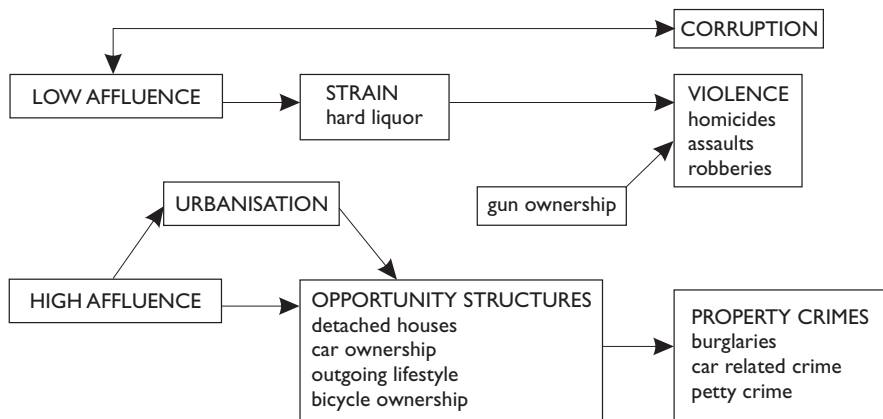 CORRUPTION
LOW AFFLUENCE
STRAIN
hard liquor
VIOLENCE
homicides
assaults
robberies
gun ownership
URBANISATION
HIGH AFFLUENCE
OPPORTUNITY STRUCTURES
detached houses
car ownership
outgoing lifestyle
bicycle ownership
PROPERTY CRIMES
burglaries
car related crime
petty crime